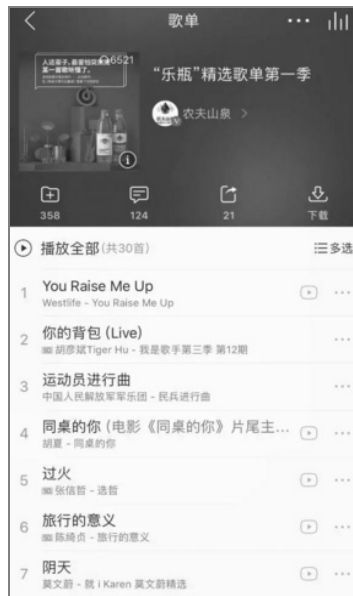 歌单
6521
"乐瓶"精选歌单第一季
农夫山泉
358
124
21
下载
播放全部(共30首)
多选
1
You Raise Me Up
Westlife - You Raise Me Up
2
你的背包 (Live)
胡彦斌Tiger Hu - 我是歌手第三季 第12期
3
运动员进行曲
中国人民解放军军乐团 - 民兵进行曲
4
同桌的你 (电影《同桌的你》片尾主...
胡夏 - 同桌的你
5
过火
张信哲 - 选哲
6
旅行的意义
陈绮贞 - 旅行的意义
7
阴天
莫文蔚 - 就 i Karen 莫文蔚精选